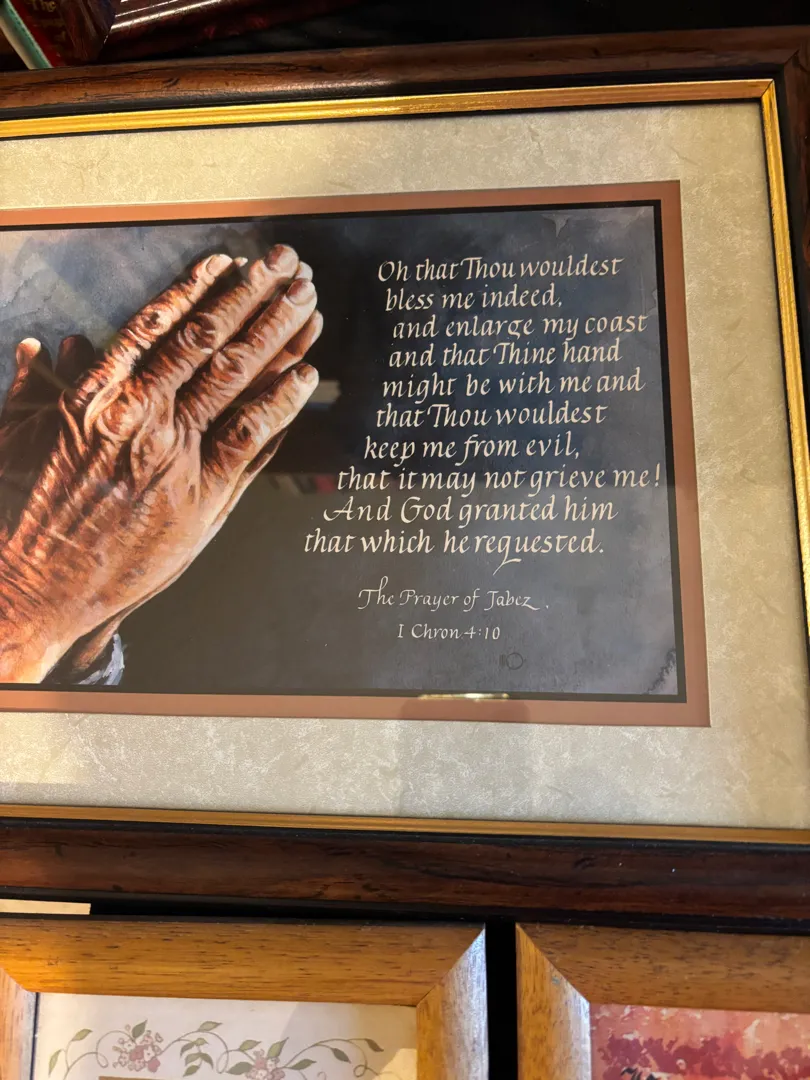 The
Oh that Thou wouldest
bless me indeed,
and enlarge my coast
and that Thine hand
might be with me and
that Thou wouldest
keep me from evil,
that it may not grieve me!
And God granted him
that which he requested.
The Prayer of Jabez.
I Chron. 4:10